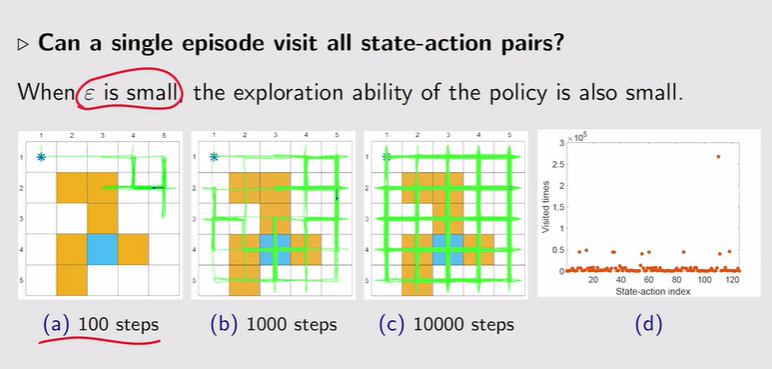 ▷ Can a single episode visit all state-action pairs?
When ε is small, the exploration ability of the policy is also small.
1 2 3 4 5
1
2
3
4
5
1 2 3 4 5
1
2
3
4
5
1 2 3 4 5
1
2
3
4
5
×10⁵
3
2.5
2
1.5
1
0.5
0
Visited times
20 40 60 80 100 120
State-action index
(a) 100 steps
(b) 1000 steps
(c) 10000 steps
(d)